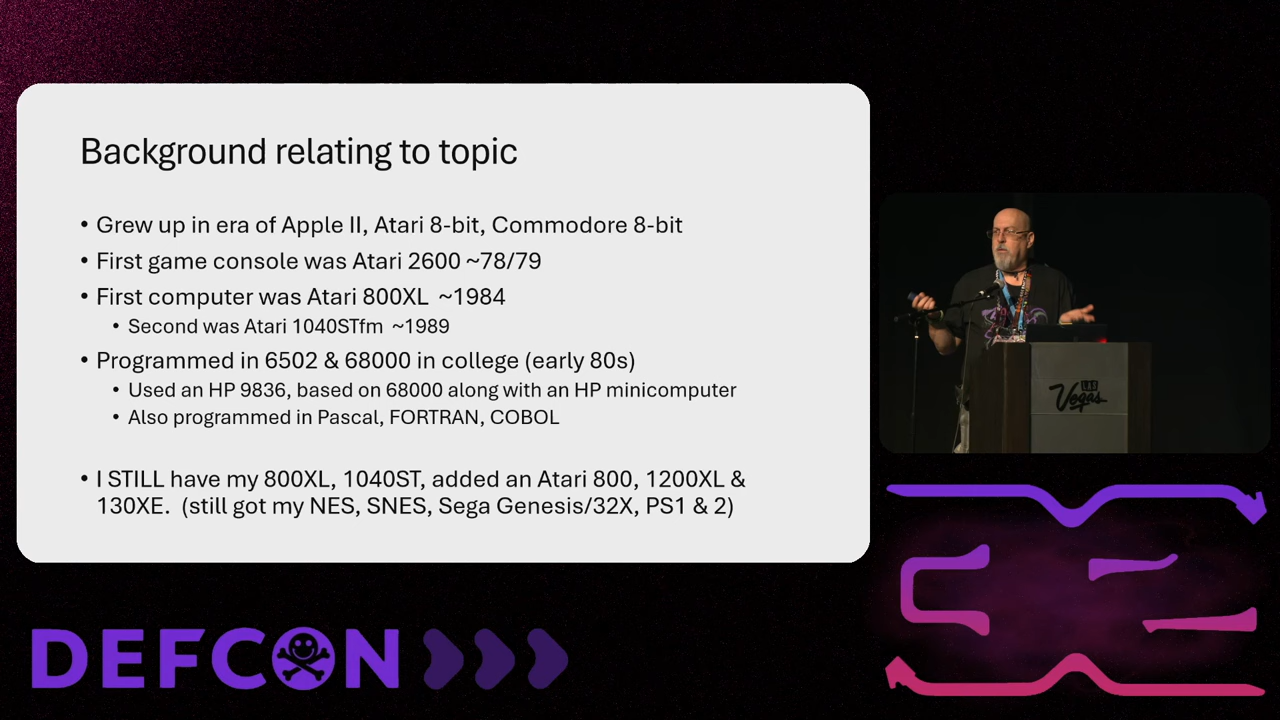 Background relating to topic
• Grew up in era of Apple II, Atari 8-bit, Commodore 8-bit
• First game console was Atari 2600 ~78/79
• First computer was Atari 800XL ~1984
• Second was Atari 1040STfm ~1989
• Programmed in 6502 & 68000 in college (early 80s)
• Used an HP 9836, based on 68000 along with an HP minicomputer
• Also programmed in Pascal, FORTRAN, COBOL
• I STILL have my 800XL, 1040ST, added an Atari 800, 1200XL &
130XE. (still got my NES, SNES, Sega Genesis/32X, PS1 & 2)
LAS
Vegas
DEFCON